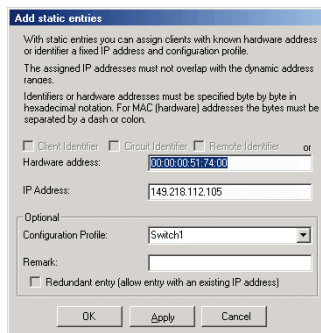 Add static entries
With static entries you can assign clients with known hardware address
or identifier a fixed IP address and configuration profile.
The assigned IP addresses must not overlap with the dynamic address
ranges.
Identifiers or hardware addresses must be specified byte by byte in
hexadecimal notation. For MAC (hardware) addresses the bytes must be
separated by a dash or colon.
Client Identifier Circuit Identifier Remote Identifier or
Hardware address: 00:00:00:51:74:00
IP Address: 149.218.112.105
Optional
Configuration Profile: Switch1
Remark:
Redundant entry (allow entry with an existing IP address)
OK Apply Cancel